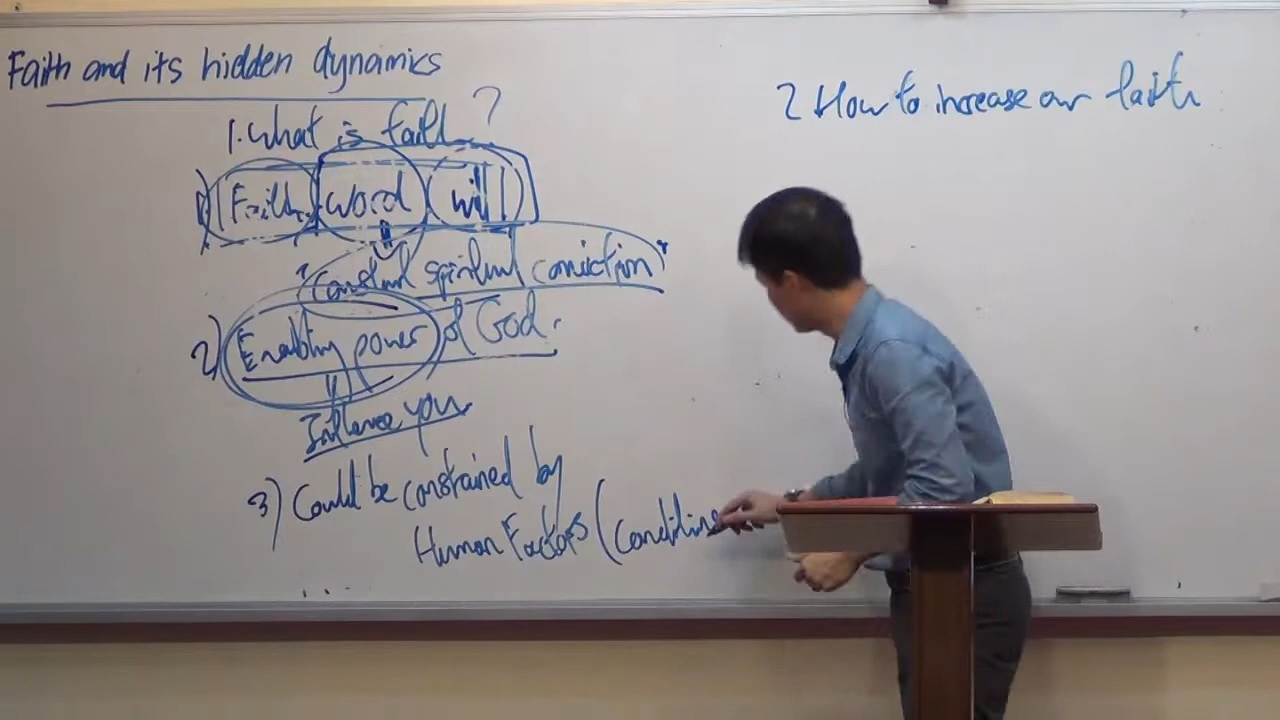 Faith and its hidden dynamics
1. What is faith?
1) Faith, word (will)
"Constant spiritual conviction"
2) Enabling power of God.
Influence you
3) Could be constrained by
Human Factors (Conditions
2 How to increase our faith